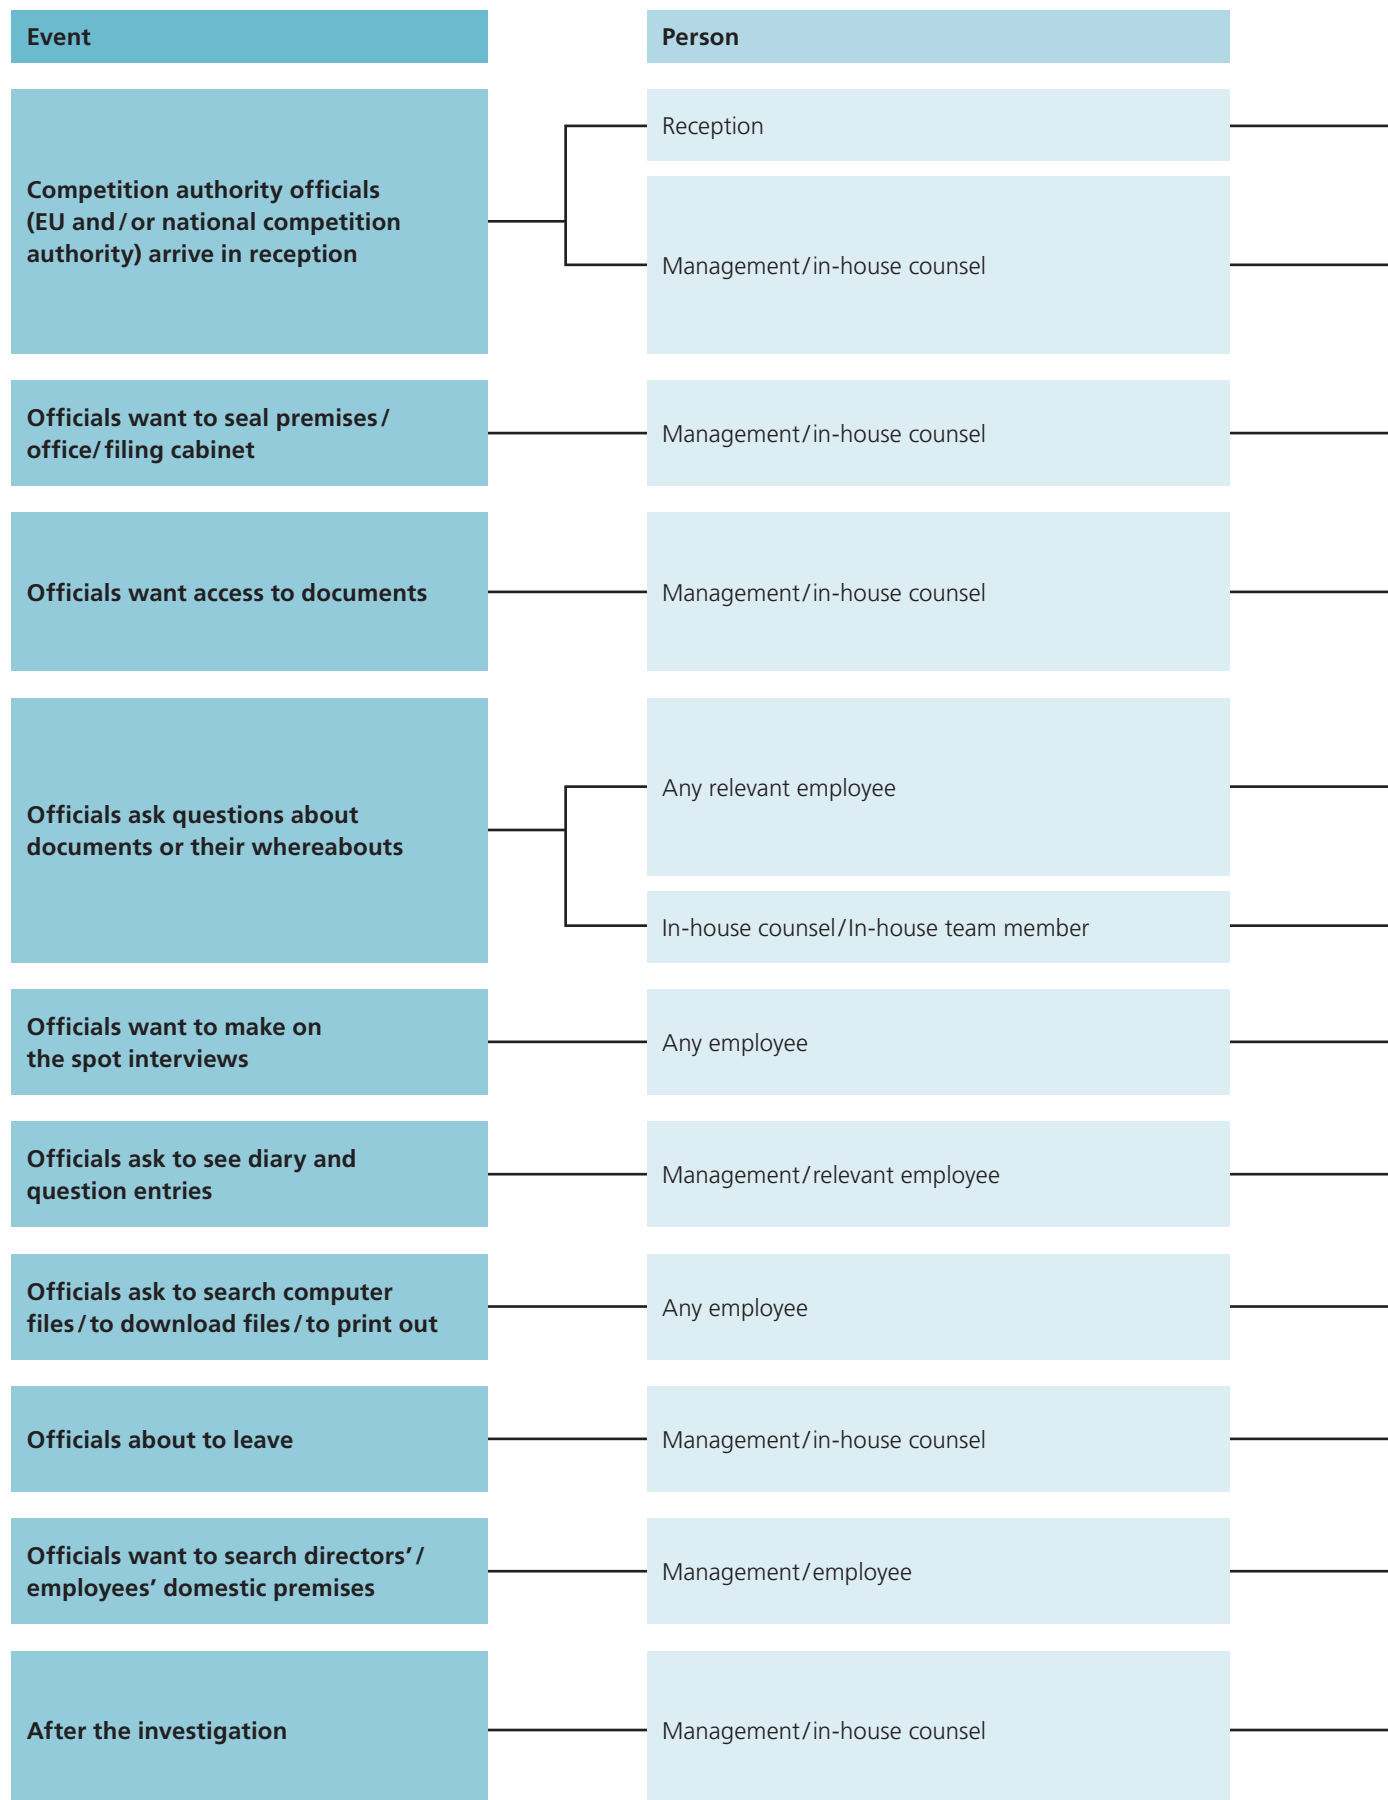 Event
Person
Competition authority officials
(EU and/or national competition
authority) arrive in reception
Reception
Management/in-house counsel
Officials want to seal premises/
office/filing cabinet
Management/in-house counsel
Officials want access to documents
Management/in-house counsel
Officials ask questions about
documents or their whereabouts
Any relevant employee
In-house counsel/In-house team member
Officials want to make on
the spot interviews
Any employee
Officials ask to see diary and
question entries
Management/relevant employee
Officials ask to search computer
files/to download files/to print out
Any employee
Officials about to leave
Management/in-house counsel
Officials want to search directors’/
employees’ domestic premises
Management/employee
After the investigation
Management/in-house counsel